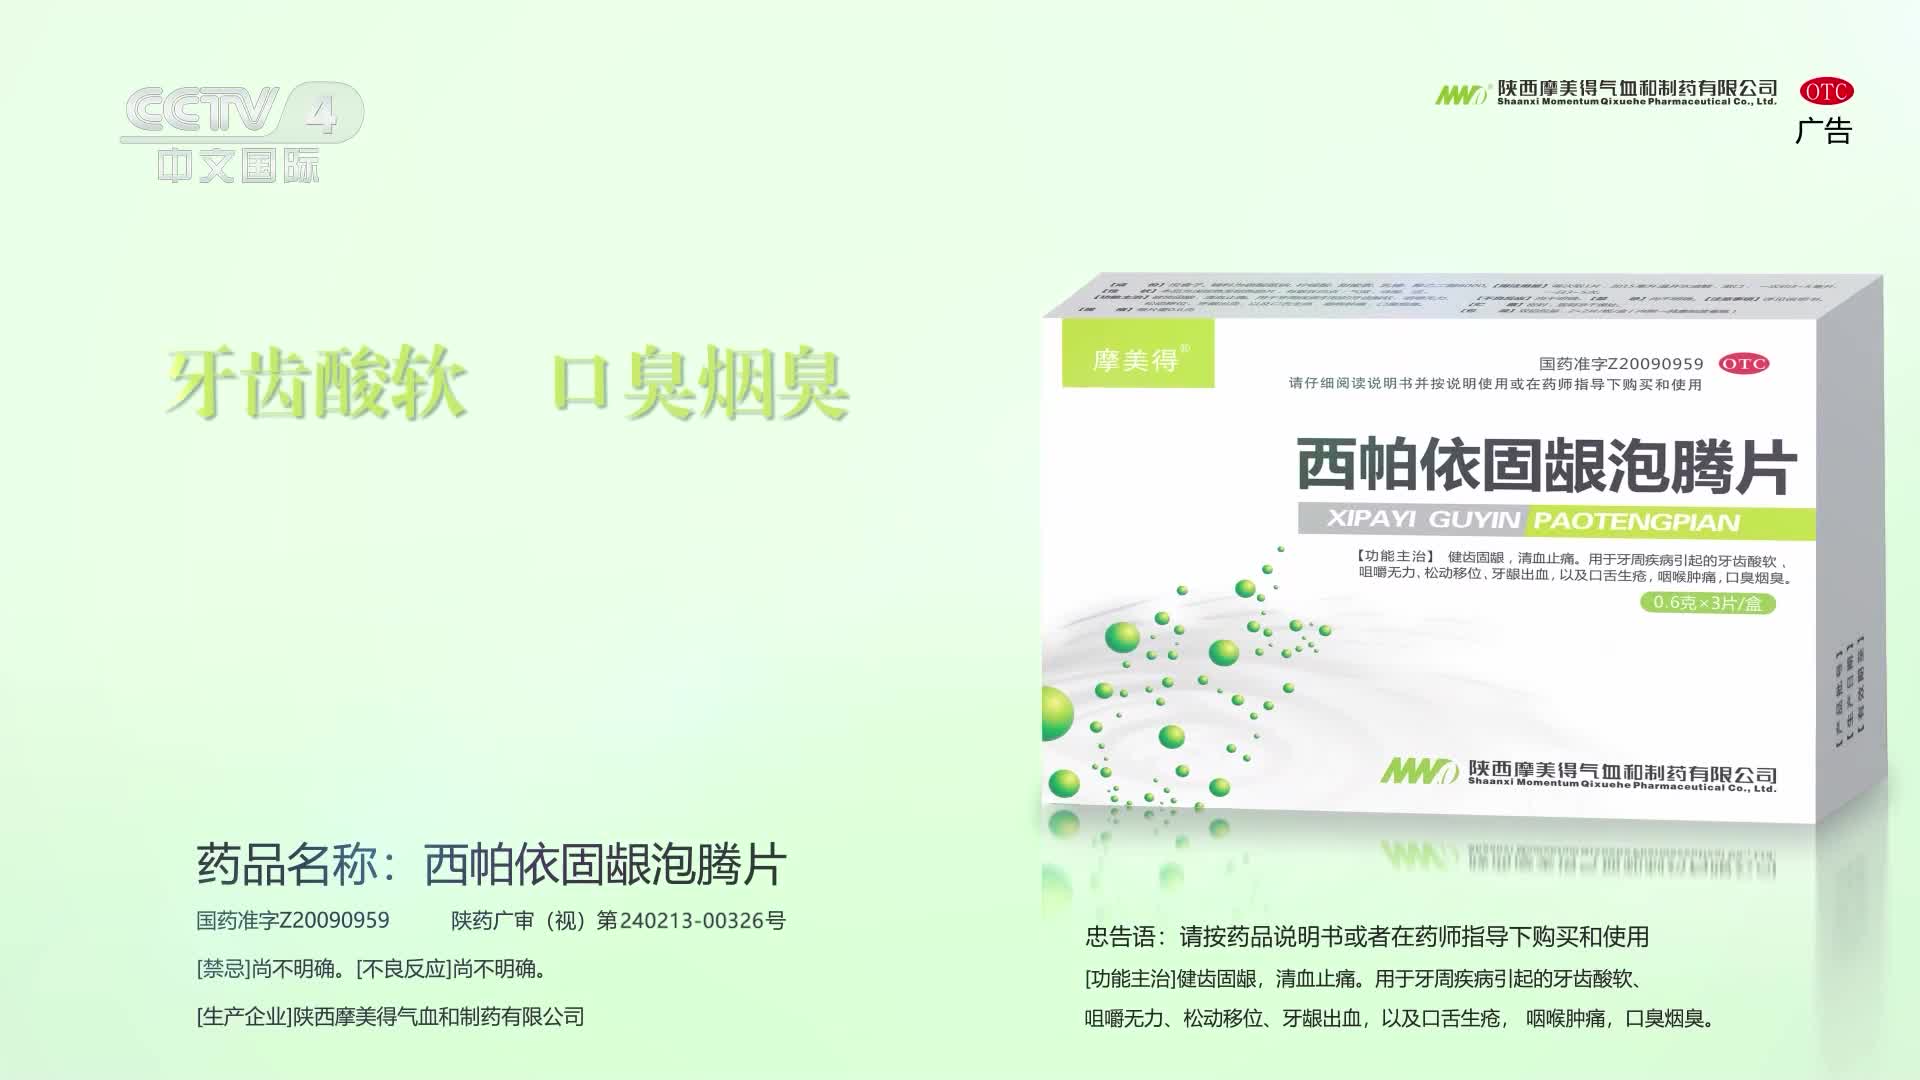 CCTV 4
中文国际
MWD® 陕西摩美得气血和制药有限公司
Shaanxi Momentum Qixuehe Pharmaceutical Co., Ltd.
OTC
广告
牙齿酸软 口臭烟臭
摩美得®
国药准字Z20090959 OTC
请仔细阅读说明书并按说明使用或在药师指导下购买和使用
西帕依固龈泡腾片
XIPAYI GUYIN PAOTENGPIAN
【功能主治】 健齿固龈，清血止痛。用于牙周疾病引起的牙齿酸软、
咀嚼无力、松动移位、牙龈出血，以及口舌生疮，咽喉肿痛，口臭烟臭。
0.6克×3片/盒
【产品批号】
【生产日期】
【有效期至】
MWD 陕西摩美得气血和制药有限公司
Shaanxi Momentum Qixuehe Pharmaceutical Co., Ltd.
药品名称：西帕依固龈泡腾片
国药准字Z20090959 陕药广审（视）第240213-00326号
[禁忌]尚不明确。[不良反应]尚不明确。
[生产企业]陕西摩美得气血和制药有限公司
忠告语：请按药品说明书或者在药师指导下购买和使用
[功能主治]健齿固龈，清血止痛。用于牙周疾病引起的牙齿酸软、
咀嚼无力、松动移位、牙龈出血，以及口舌生疮， 咽喉肿痛，口臭烟臭。